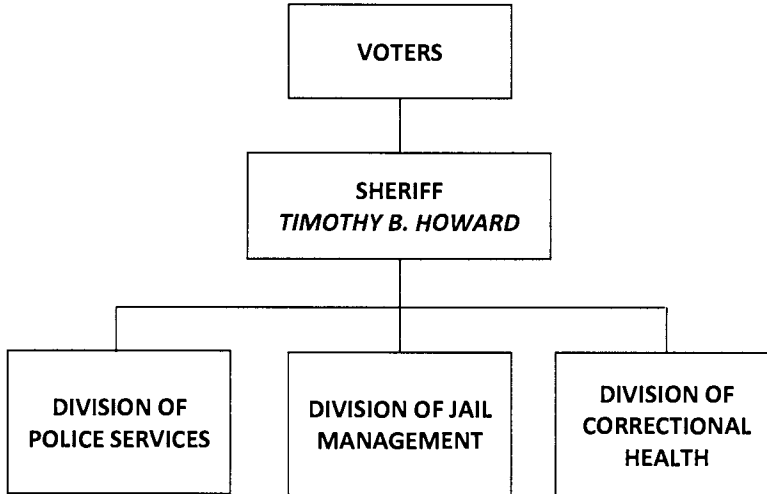 VOTERS
SHERIFF
TIMOTHY B. HOWARD
DIVISION OF
POLICE SERVICES
DIVISION OF JAIL
MANAGEMENT
DIVISION OF
CORRECTIONAL
HEALTH